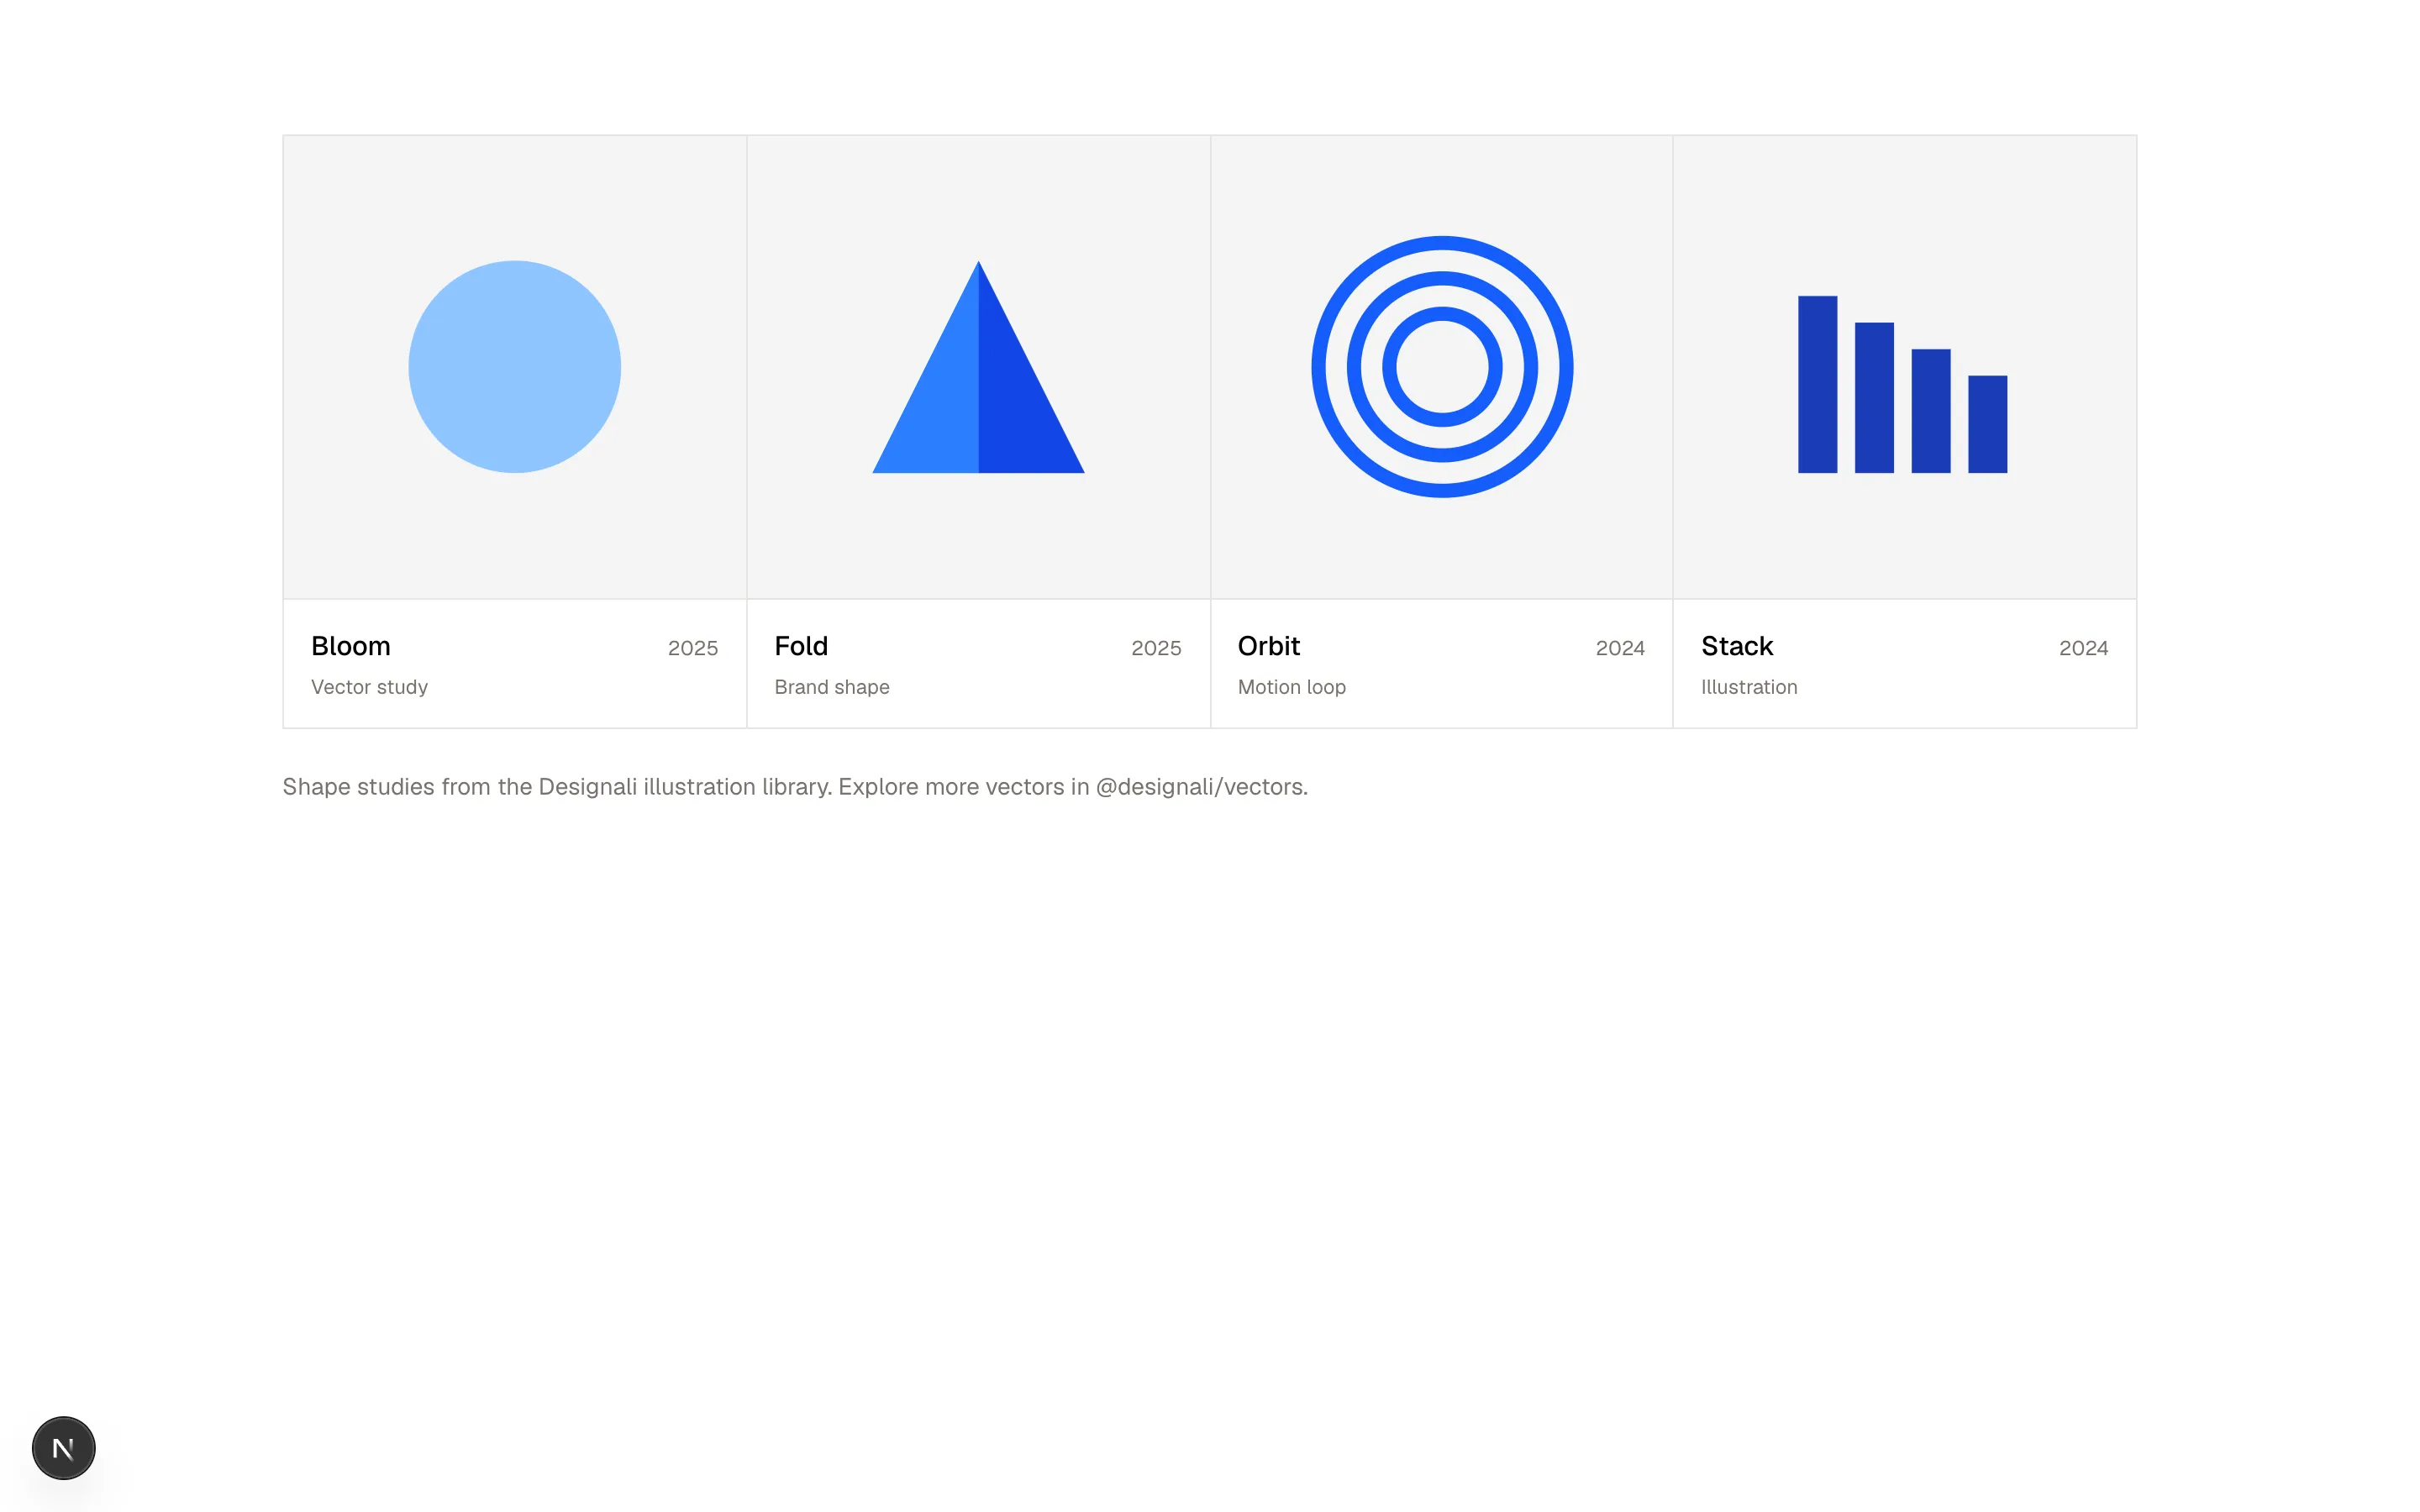 Bloom 2025
Vector study
Fold 2025
Brand shape
Orbit 2024
Motion loop
Stack 2024
Illustration
Shape studies from the Designali illustration library. Explore more vectors in @designali/vectors.
N